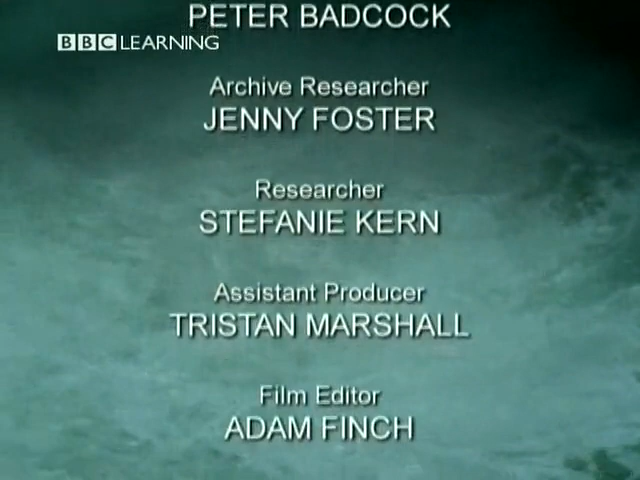 PETER BADCOCK
BBC LEARNING
Archive Researcher
JENNY FOSTER
Researcher
STEFANIE KERN
Assistant Producer
TRISTAN MARSHALL
Film Editor
ADAM FINCH